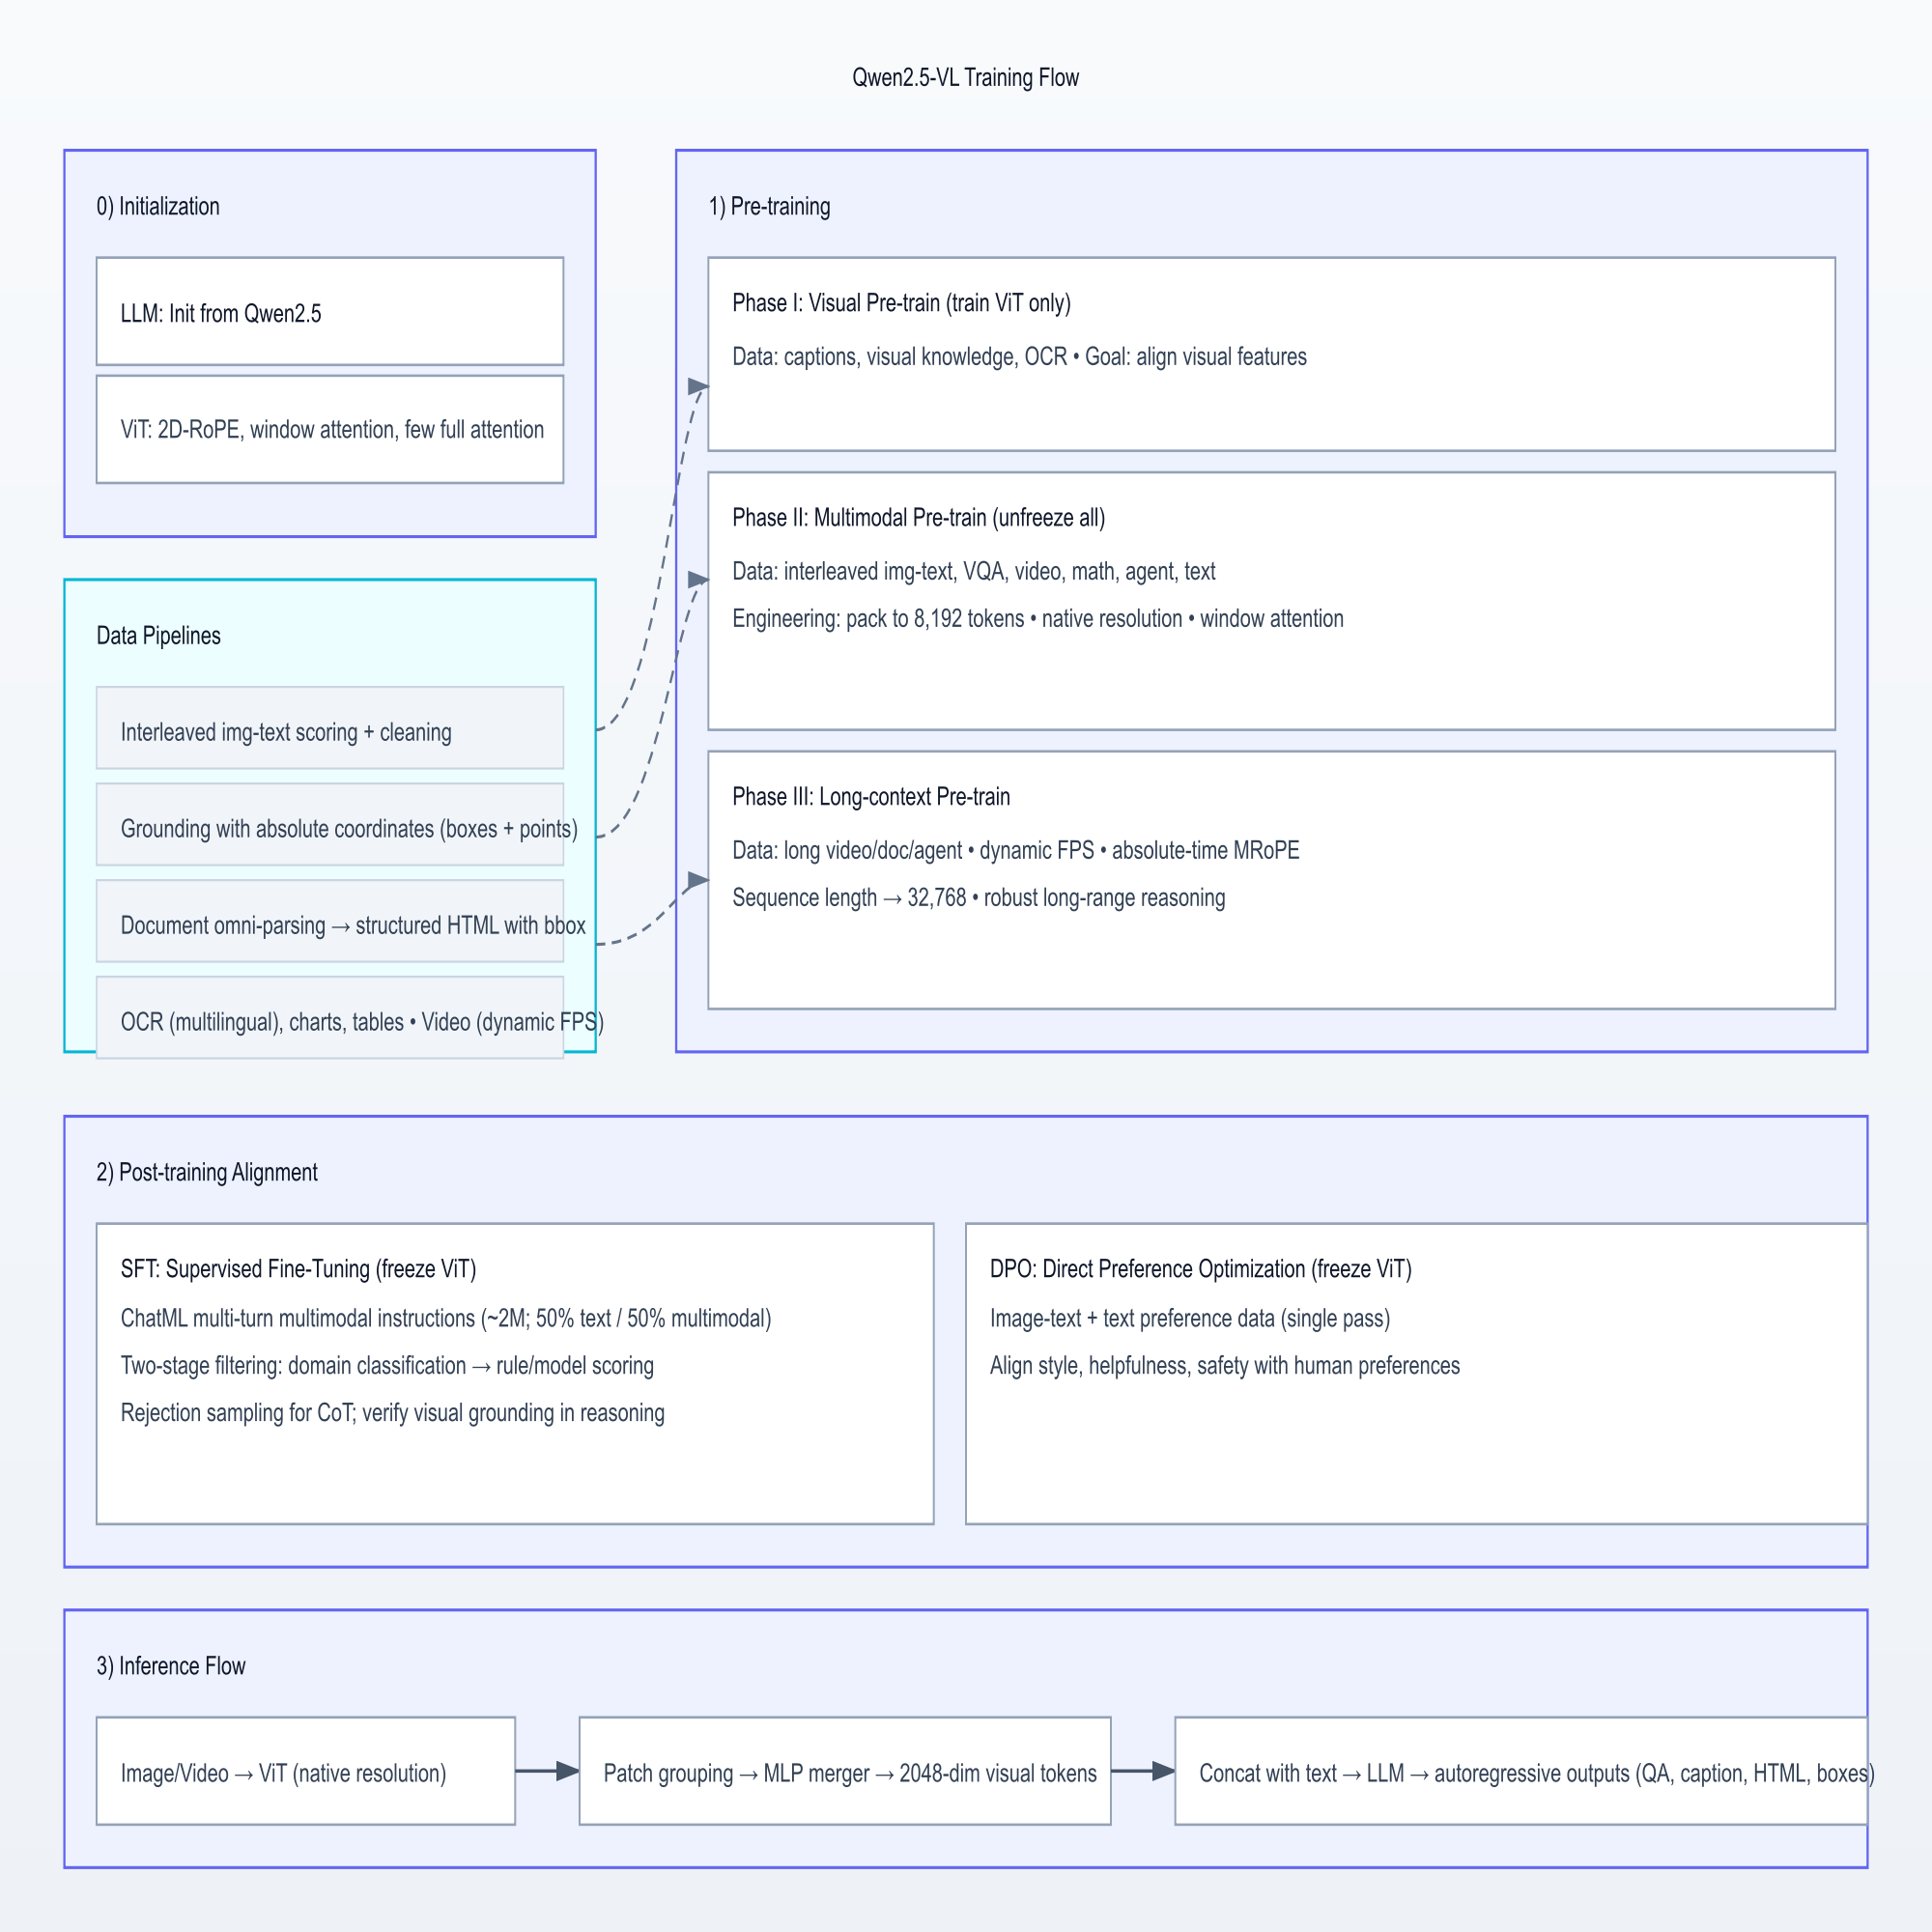 Qwen2.5-VL Training Flow
0) Initialization
LLM: Init from Qwen2.5
ViT: 2D-RoPE, window attention, few full attention
Data Pipelines
Interleaved img-text scoring + cleaning
Grounding with absolute coordinates (boxes + points)
Document omni-parsing → structured HTML with bbox
OCR (multilingual), charts, tables • Video (dynamic FPS)
1) Pre-training
Phase I: Visual Pre-train (train ViT only)
Data: captions, visual knowledge, OCR • Goal: align visual features
Phase II: Multimodal Pre-train (unfreeze all)
Data: interleaved img-text, VQA, video, math, agent, text
Engineering: pack to 8,192 tokens • native resolution • window attention
Phase III: Long-context Pre-train
Data: long video/doc/agent • dynamic FPS • absolute-time MRoPE
Sequence length → 32,768 • robust long-range reasoning
2) Post-training Alignment
SFT: Supervised Fine-Tuning (freeze ViT)
ChatML multi-turn multimodal instructions (~2M; 50% text / 50% multimodal)
Two-stage filtering: domain classification → rule/model scoring
Rejection sampling for CoT; verify visual grounding in reasoning
DPO: Direct Preference Optimization (freeze ViT)
Image-text + text preference data (single pass)
Align style, helpfulness, safety with human preferences
3) Inference Flow
Image/Video → ViT (native resolution)
Patch grouping → MLP merger → 2048-dim visual tokens
Concat with text → LLM → autoregressive outputs (QA, caption, HTML, boxes)